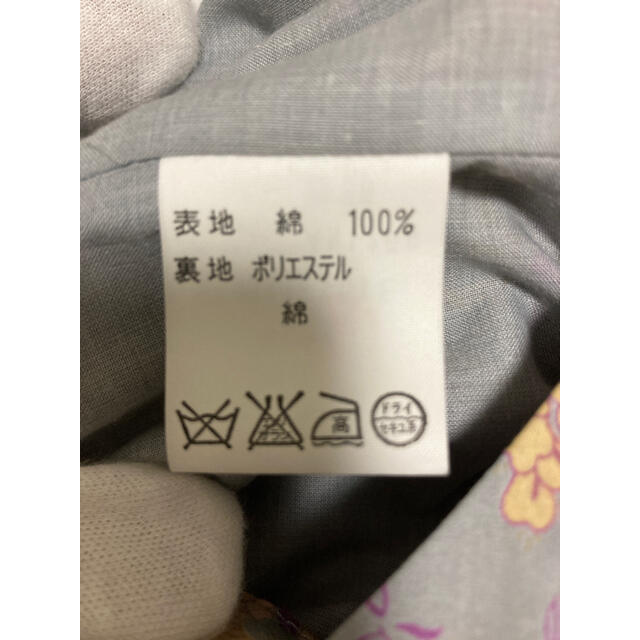 表地 綿 100%
裏地 ポリエステル
綿
高
ドライ
セキユ系